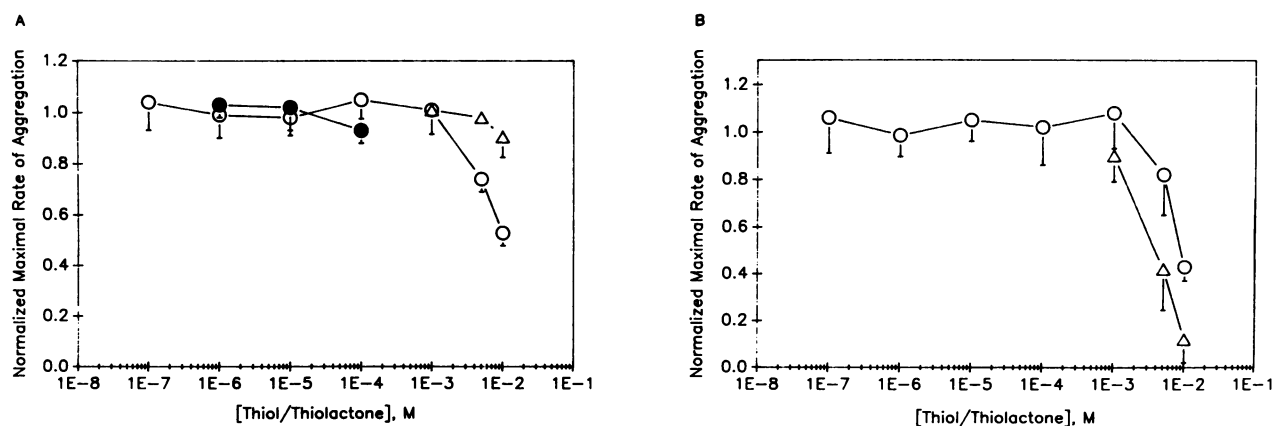 A
Normalized Maximal Rate of Aggregation
1.2
1.0
0.8
0.6
0.4
0.2
0.0
1E-8 1E-7 1E-6 1E-5 1E-4 1E-3 1E-2 1E-1
[Thiol/Thiolactone], M
B
Normalized Maximal Rate of Aggregation
1.2
1.0
0.8
0.6
0.4
0.2
0.0
1E-8 1E-7 1E-6 1E-5 1E-4 1E-3 1E-2 1E-1
[Thiol/Thiolactone], M